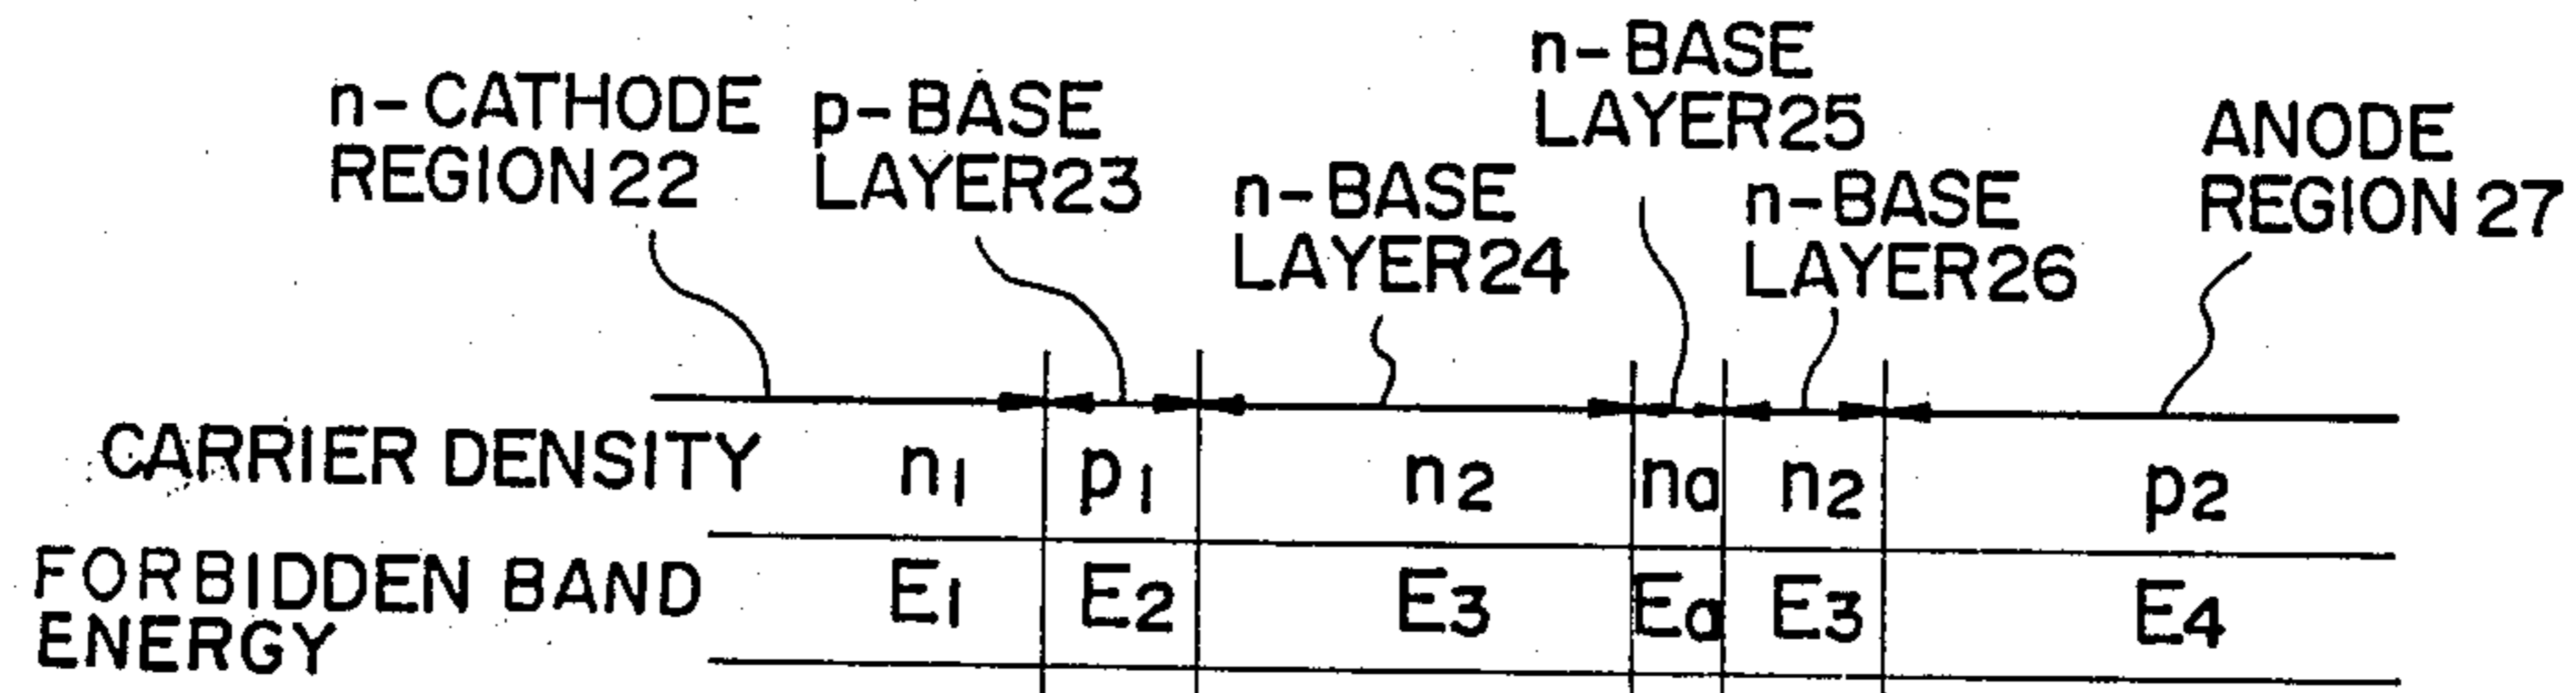 n-CATHODE
REGION 22
p-BASE
LAYER 23
n-BASE
LAYER 24
n-BASE
LAYER 25
n-BASE
LAYER 26
ANODE
REGION 27
CARRIER DENSITY n1 p1 n2 na n2 p2
FORBIDDEN BAND
ENERGY E1 E2 E3 Ea E3 E4